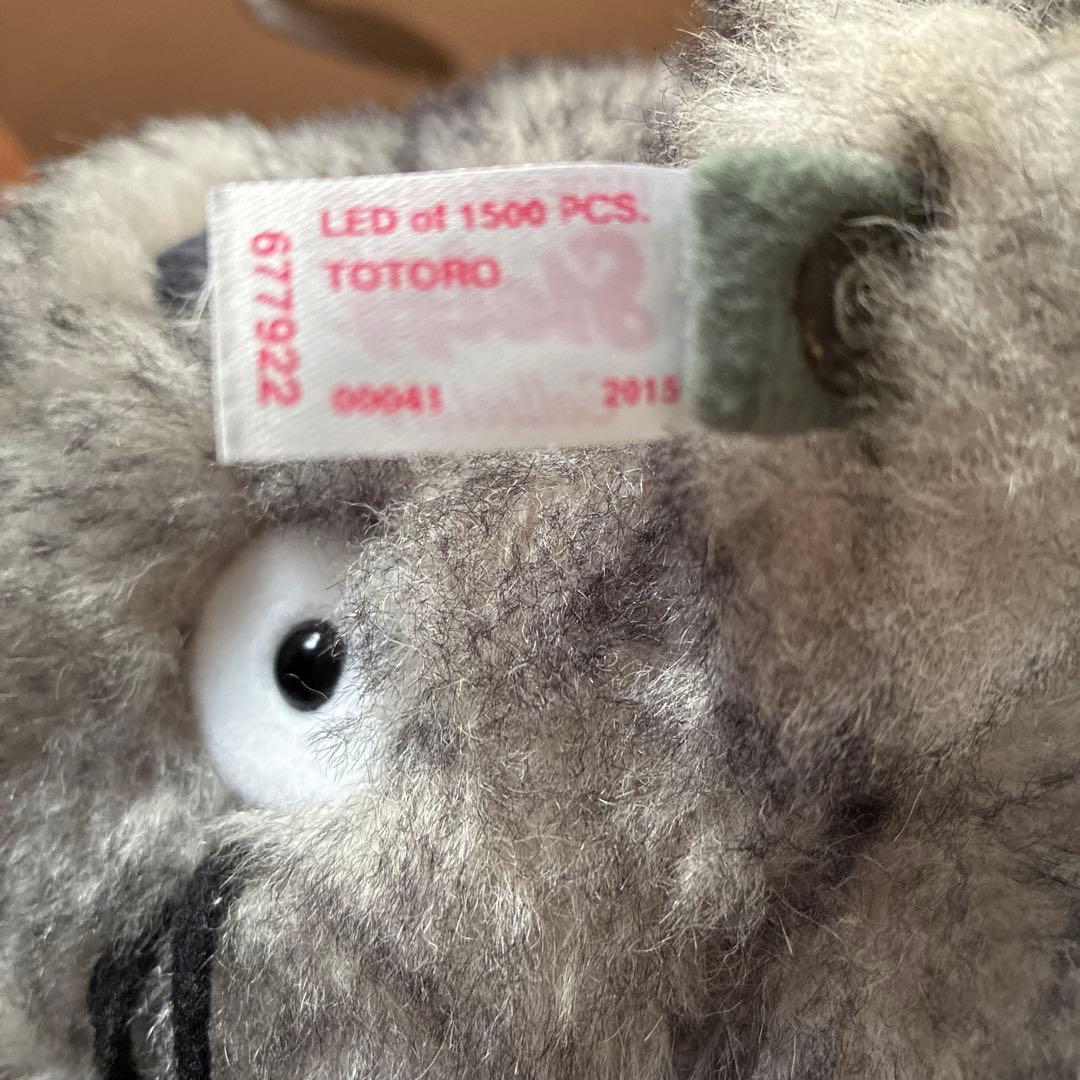 LED of 1500 PCS.
TOTORO
677922
00041 2015